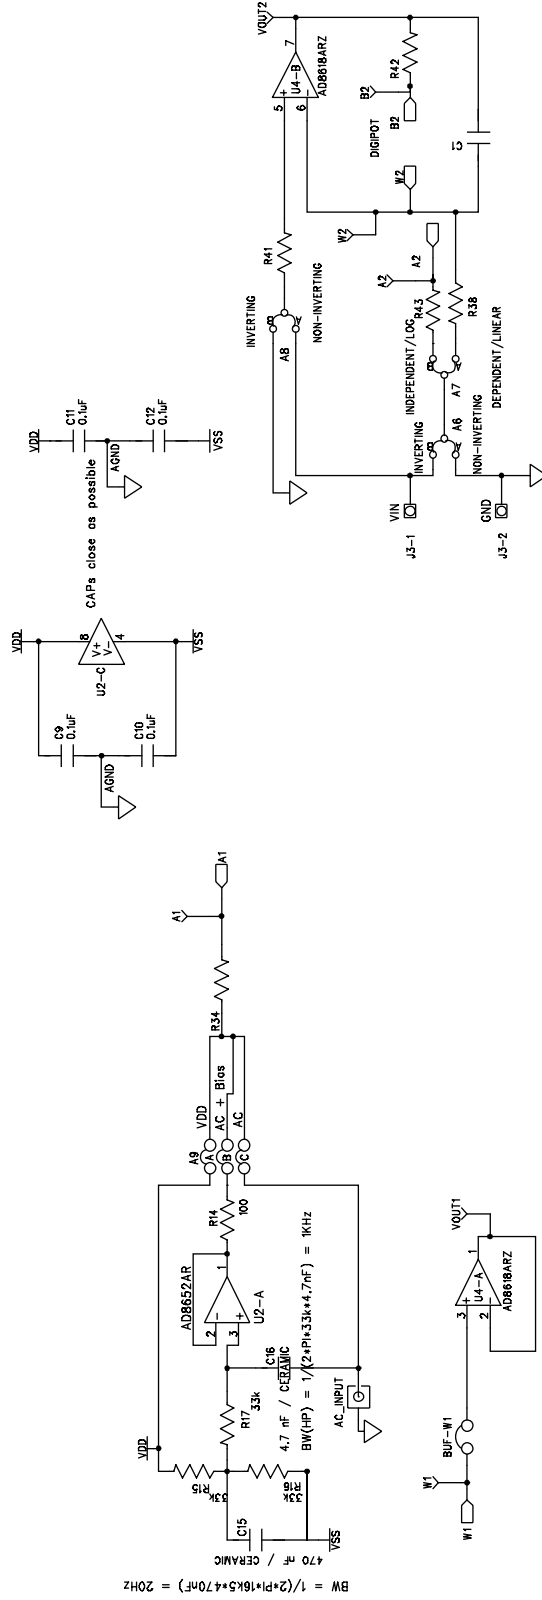 BW = 1/(2*PI*16k5*470nF) = 20Hz
470 nF / CERAMIC
C15
VSS
R15
33k
R16
33k
VDD
R17
33k
4.7 nF / CERAMIC
C16
BW(HP) = 1/(2*PI*33k*4.7nF) = 1KHz
AC_INPUT
AD8652AR
2
3
1
U2-A
R14
100
A9
A
B
C
VDD
AC + Bias
AC
R34
A1
A1
W1
W1
BUF-W1
3
2
1
U4-A
AD8618ARZ
VOUT1
VDD
C9
0.1uF
C10
0.1uF
AGND
V+
V-
8
4
U2-C
VSS
CAPs close as possible
VDD
C11
0.1uF
AGND
C12
0.1uF
VSS
VIN
J3-1
GND
J3-2
INVERTING
B
A
A6
NON-INVERTING
INDEPENDENT/LOG
B
A
A7
DEPENDENT/LINEAR
R43
R38
A2
A2
INVERTING
B
A
A8
NON-INVERTING
R41
W2
W2
DIGIPOT
B2
B2
R42
C1
5
6
7
U4-B
AD8618ARZ
VOUT2